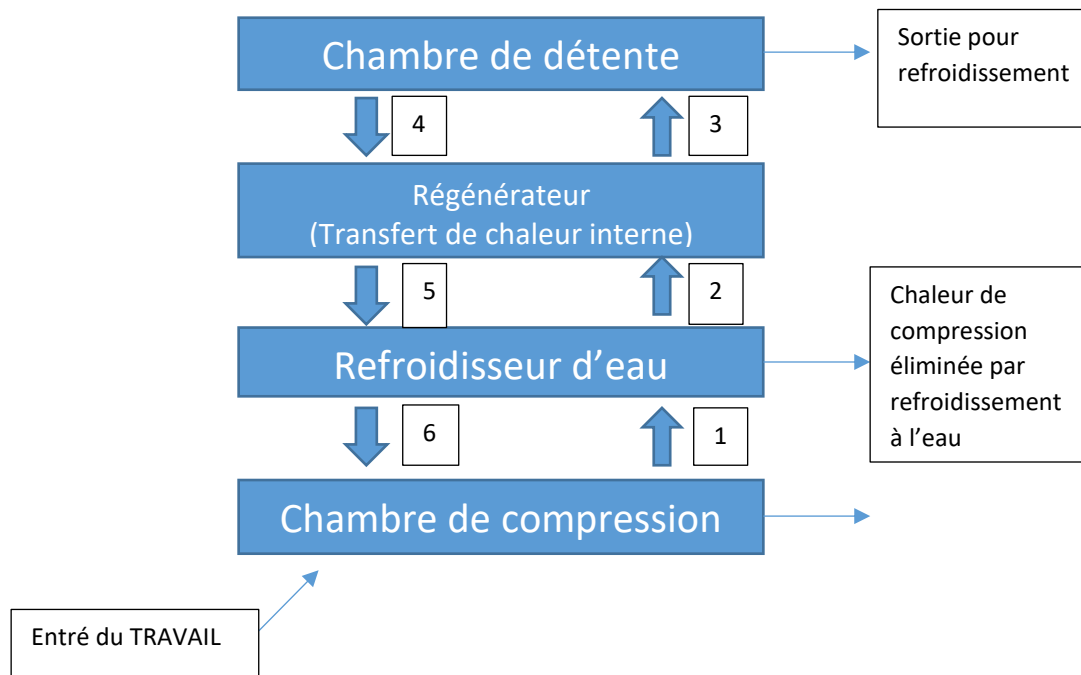 Chambre de détente
Sortie pour
refroidissement
4
3
Régénérateur
(Transfert de chaleur interne)
5
2
Chaleur de
compression
éliminée par
refroidissement
à l’eau
Refroidisseur d’eau
6
1
Chambre de compression
Entré du TRAVAIL